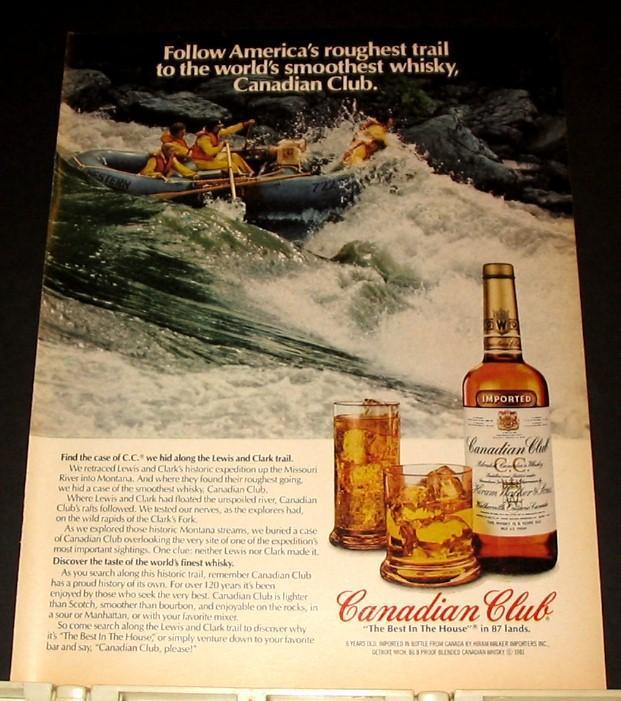 Follow America's roughest trail
to the world's smoothest whisky,
Canadian Club.
WESTERN
Find the case of C.C.® we hid along the Lewis and Clark trail.
We retraced Lewis and Clark's historic expedition up the Missouri
River into Montana. And where they found their roughest going,
we hid a case of the smoothest whisky, Canadian Club.
Where Lewis and Clark had floated the unspoiled river, Canadian
Club's rafts followed. We tested our nerves, as the explorers had,
on the wild rapids of the Clark's Fork.
As we explored those historic Montana streams, we buried a case
of Canadian Club overlooking the very site of one of the expedition's
most important sightings. One clue: neither Lewis nor Clark made it.
Discover the taste of the world's finest whisky.
As you search along this historic trail, remember Canadian Club
has a proud history of its own. For over 120 years it's been
enjoyed by those who seek the very best. Canadian Club is lighter
than Scotch, smoother than bourbon, and enjoyable on the rocks, in
a sour or Manhattan, or with your favorite mixer.
So come search along the Lewis and Clark trail to discover why
it's "The Best In The House," or simply venture down to your favorite
bar and say, "Canadian Club, please!"
IMPORTED
Canadian Club
C.C.
Hiram Walker & Sons
Canadian Club®
"The Best In The House"® in 87 lands.
6 YEARS OLD. IMPORTED IN BOTTLE FROM CANADA BY HIRAM WALKER IMPORTERS INC.,
DETROIT, MICH. 86.8 PROOF. BLENDED CANADIAN WHISKY. © 1981